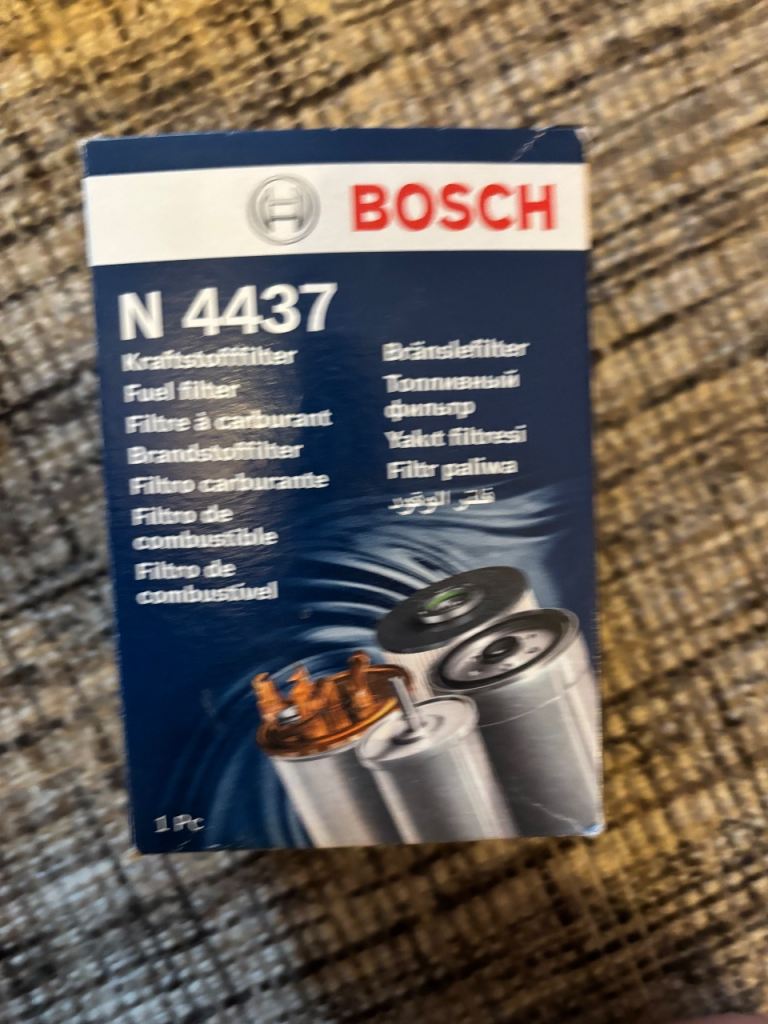 BOSCH
N 4437
Kraftstofffilter
Fuel filter
Filtre à carburant
Brandstoffilter
Filtro carburante
Filtro de
combustible
Filtro de
combustível
Bränslefilter
Топливный
фильтр
Yakıt filtresi
Filtr paliwa
فلتر الوقود
1 Pc